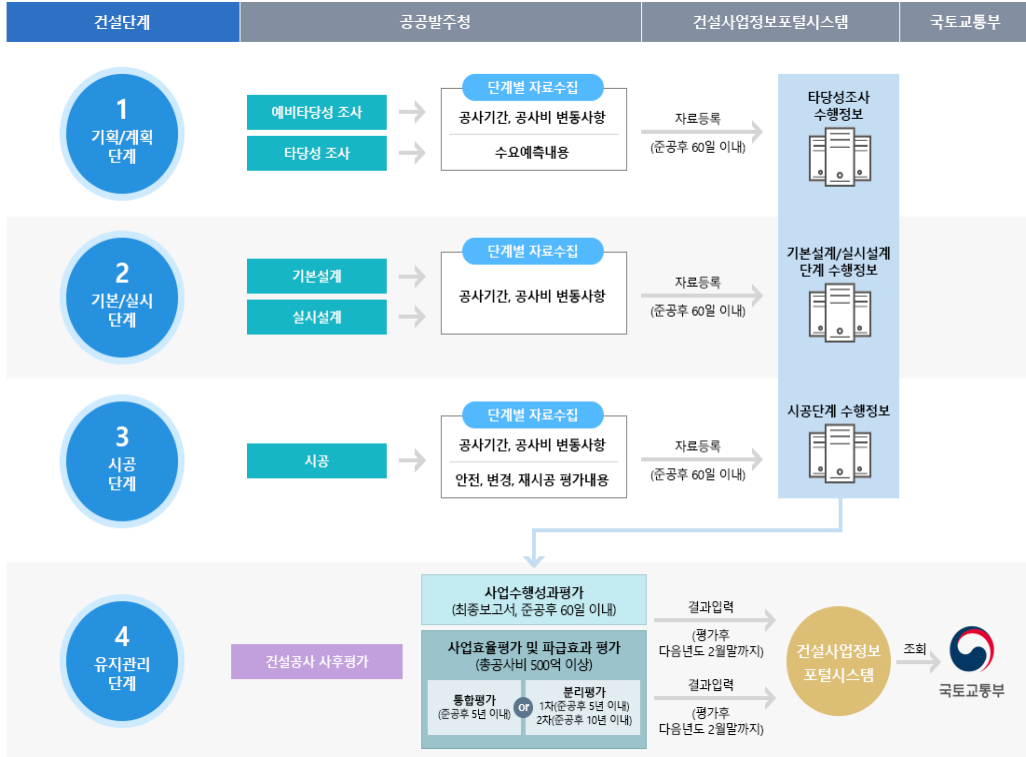 건설단계
공공발주청
건설사업정보포털시스템
국토교통부
1
기획/계획
단계
예비타당성 조사
타당성 조사
단계별 자료수집
공사기간, 공사비 변동사항
수요예측내용
자료등록
(준공후 60일 이내)
타당성조사
수행정보
2
기본/실시
단계
기본설계
실시설계
단계별 자료수집
공사기간, 공사비 변동사항
자료등록
(준공후 60일 이내)
기본설계/실시설계
단계 수행정보
3
시공
단계
시공
단계별 자료수집
공사기간, 공사비 변동사항
안전, 변경, 재시공 평가내용
자료등록
(준공후 60일 이내)
시공단계 수행정보
4
유지관리
단계
건설공사 사후평가
사업수행성과평가
(최종보고서, 준공후 60일 이내)
사업효율평가 및 파급효과 평가
(총공사비 500억 이상)
통합평가
(준공후 5년 이내)
or
분리평가
1차(준공후 5년 이내)
2차(준공후 10년 이내)
결과입력
(평가후
다음년도 2월말까지)
결과입력
(평가후
다음년도 2월말까지)
건설사업정보
포털시스템
조회
국토교통부